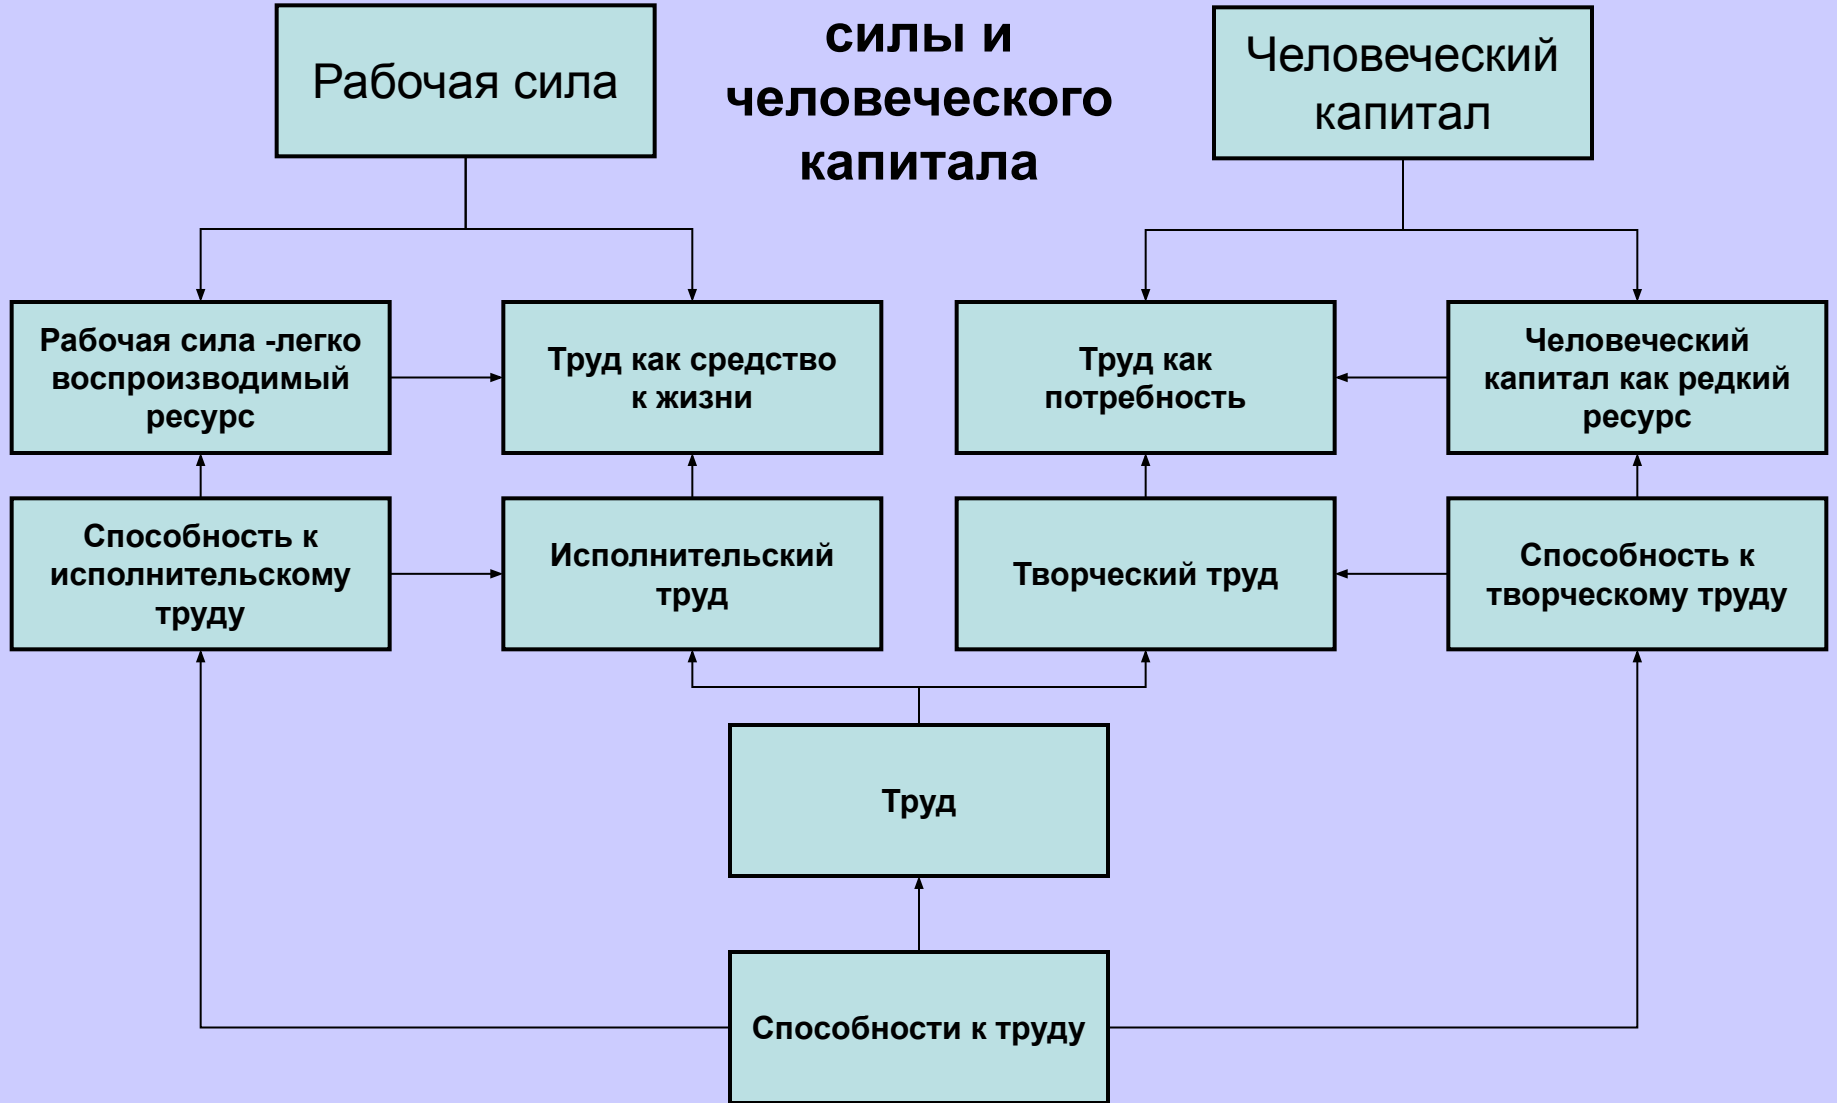 силы и
человеческого
капитала
Рабочая сила
Человеческий
капитал
Рабочая сила -легко
воспроизводимый
ресурс
Труд как средство
к жизни
Труд как
потребность
Человеческий
капитал как редкий
ресурс
Способность к
исполнительскому
труду
Исполнительский
труд
Творческий труд
Способность к
творческому труду
Труд
Способности к труду